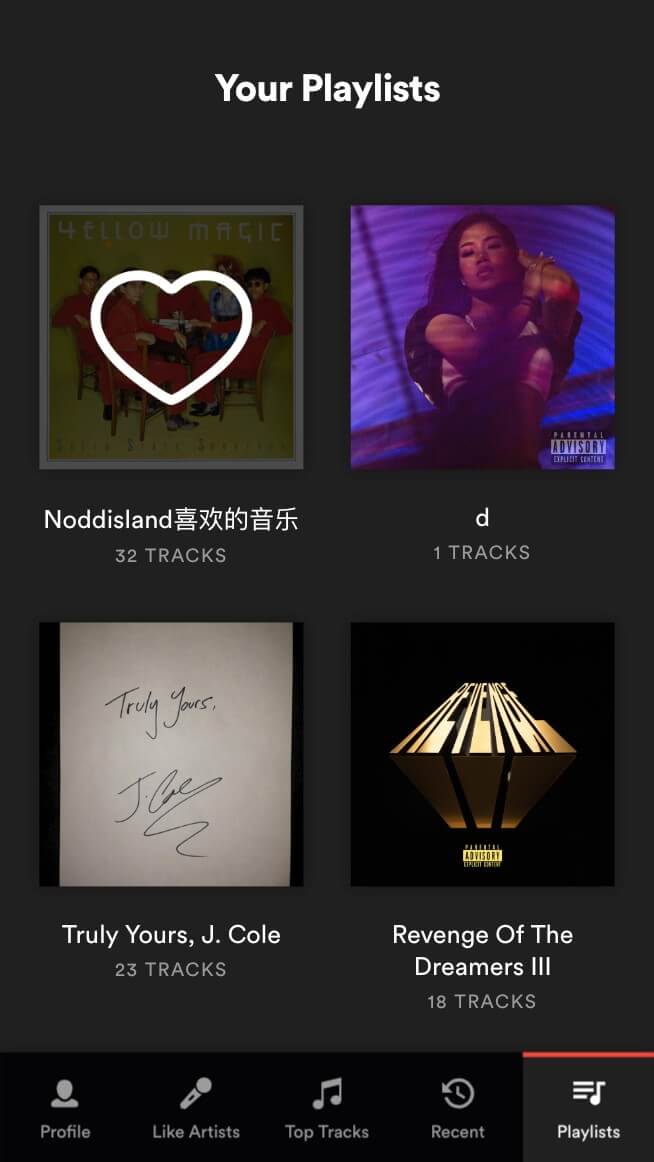 Your Playlists
YELLOW MAGIC
Solid State Survivor
PARENTAL
ADVISORY
EXPLICIT CONTENT
Noddisland喜欢的音乐
d
32 TRACKS
1 TRACKS
Truly Yours,
J. Cole
REVENGE
PARENTAL
ADVISORY
EXPLICIT CONTENT
Truly Yours, J. Cole
23 TRACKS
Revenge Of The
Dreamers III
18 TRACKS
Profile
Like Artists
Top Tracks
Recent
Playlists